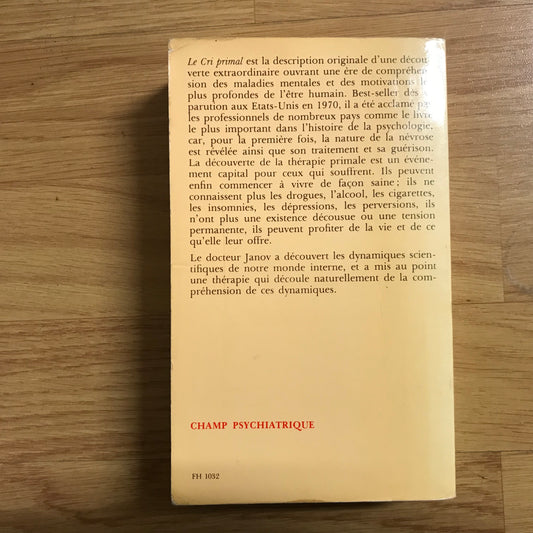 Le Cri primal est la description originale d'une décou-
verte extraordinaire ouvrant une ère de compréhen-
sion des maladies mentales et des motivations les
plus profondes de l'être humain. Best-seller dès
parution aux Etats-Unis en 1970, il a été acclamé par
les professionnels de nombreux pays comme le livre
le plus important dans l'histoire de la psychologie,
car, pour la première fois, la nature de la névrose
est révélée ainsi que son traitement et sa guérison.
La découverte de la thérapie primale est un événe-
ment capital pour ceux qui souffrent. Ils peuvent
enfin commencer à vivre de façon saine ; ils ne
connaissent plus les drogues, l'alcool, les cigarettes,
les insomnies, les dépressions, les perversions, ils
n'ont plus une existence décousue ou une tension
permanente, ils peuvent profiter de la vie et de ce
qu'elle leur offre.
Le docteur Janov a découvert les dynamiques scien-
tifiques de notre monde interne, et a mis au point
une thérapie qui découle naturellement de la com-
préhension de ces dynamiques.
CHAMP PSYCHIATRIQUE
FH 1032